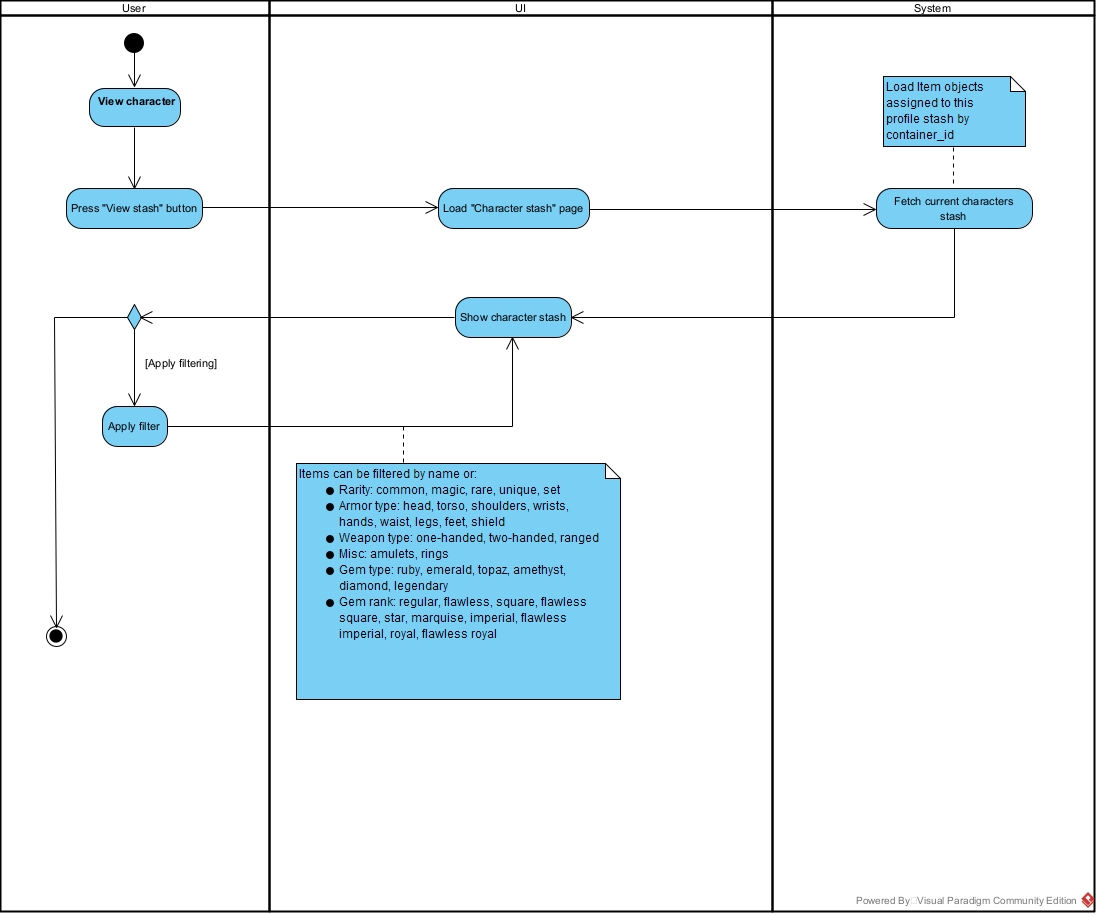 User
UI
System
View character
Load Item objects
assigned to this
profile stash by
container_id
Press "View stash" button
Load "Character stash" page
Fetch current characters
stash
Show character stash
[Apply filtering]
Apply filter
Items can be filtered by name or:
● Rarity: common, magic, rare, unique, set
● Armor type: head, torso, shoulders, wrists,
hands, waist, legs, feet, shield
● Weapon type: one-handed, two-handed, ranged
● Misc: amulets, rings
● Gem type: ruby, emerald, topaz, amethyst,
diamond, legendary
● Gem rank: regular, flawless, square, flawless
square, star, marquise, imperial, flawless
imperial, royal, flawless royal
Powered By Visual Paradigm Community Edition